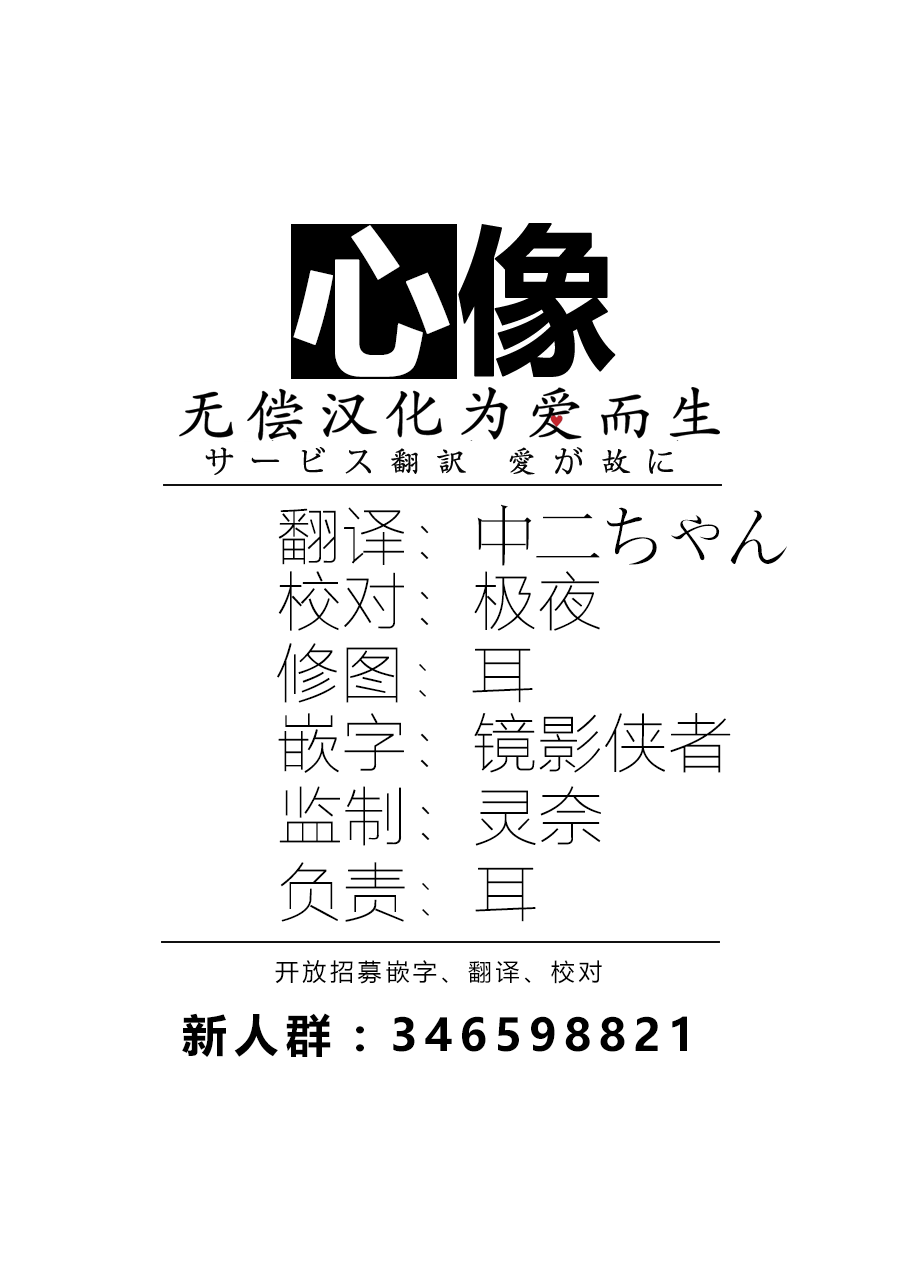 心像
无偿汉化为爱而生
サービス翻訳 愛が故に
翻译：中二ちゃん
校对：极夜
修图：耳
嵌字：镜影侠者
监制：灵奈
负责：耳
开放招募嵌字、翻译、校对
新人群：346598821